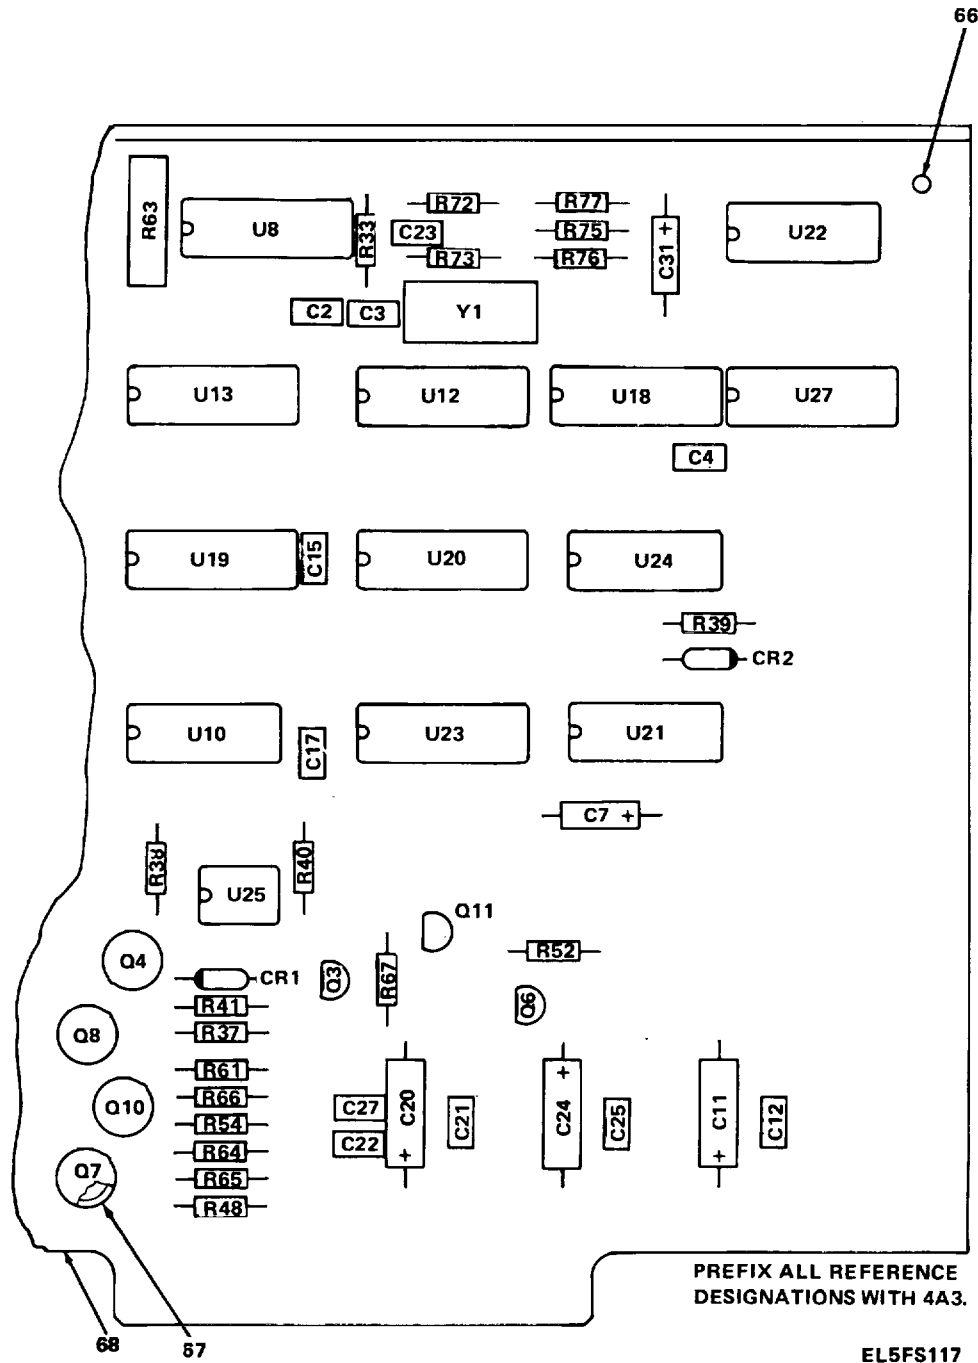 66
R63
U8
R33
R72
C23
R73
R77
R75
R76
C31 +
U22
C2
C3
Y1
U13
U12
U18
U27
C4
U19
C15
U20
U24
R39
CR2
U10
C17
U23
U21
C7 +
R38
U25
R40
Q11
Q4
CR1
Q3
R67
R52
R41
Q6
Q8
R37
R61
Q10
R66
R54
R64
R65
R48
C27
C22
C20
+
C21
+
C24
C25
C11
+
C12
Q7
PREFIX ALL REFERENCE
DESIGNATIONS WITH 4A3.
68
67
EL5FS117